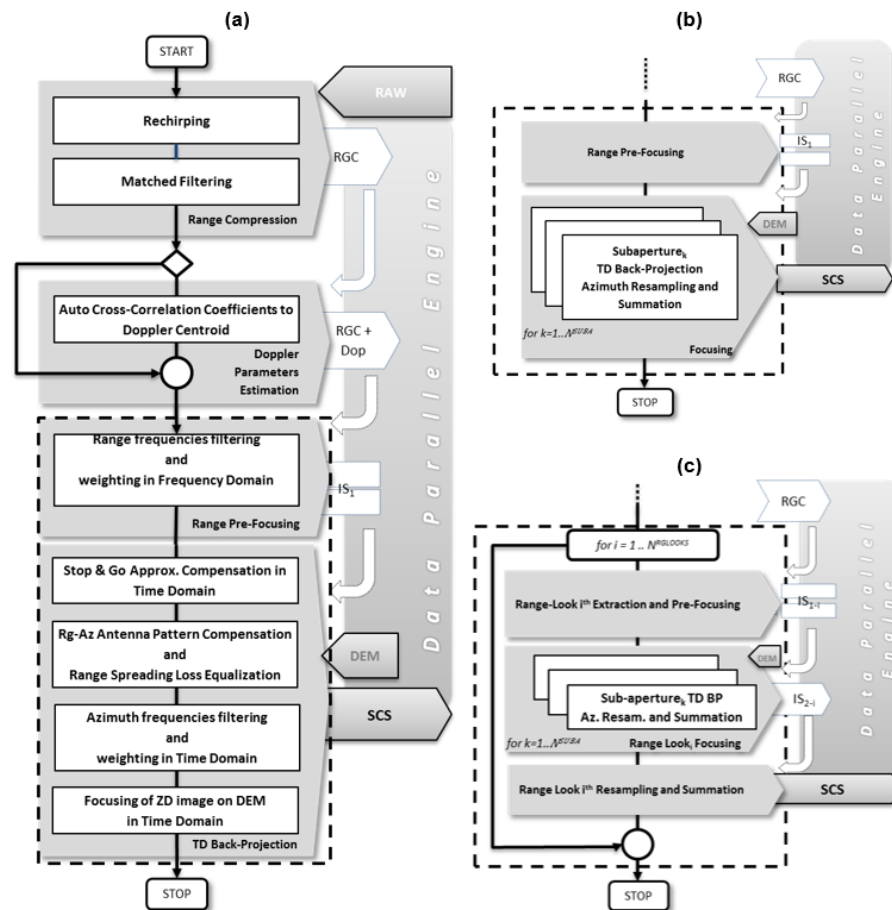 (a)
START
RAW
Rechirping
Matched Filtering
Range Compression
RGC
Auto Cross-Correlation Coefficients to
Doppler Centroid
Doppler
Parameters
Estimation
RGC +
Dop
Range frequencies filtering
and
weighting in Frequency Domain
Range Pre-Focusing
IS1
Stop & Go Approx. Compensation in
Time Domain
Rg-Az Antenna Pattern Compensation
and
Range Spreading Loss Equalization
Azimuth frequencies filtering
and
weighting in Time Domain
Focusing of ZD image on DEM
in Time Domain
TD Back-Projection
DEM
SCS
STOP
Data Parallel Engine
(b)
RGC
Range Pre-Focusing
IS1
DEM
Subaperturek
TD Back-Projection
Azimuth Resampling and
Summation
for k=1..N^SUBA
Focusing
SCS
STOP
Data Parallel
Engine
(c)
RGC
for i = 1 .. N^RGLOOKS
Range-Look i^th Extraction and Pre-Focusing
IS1-i
DEM
Sub-aperturek TD BP
Az. Resam. and Summation
for k=1..N^SUBA
Range Looki Focusing
IS2-i
Range Look i^th Resampling and Summation
SCS
STOP
Data Parallel
Engine